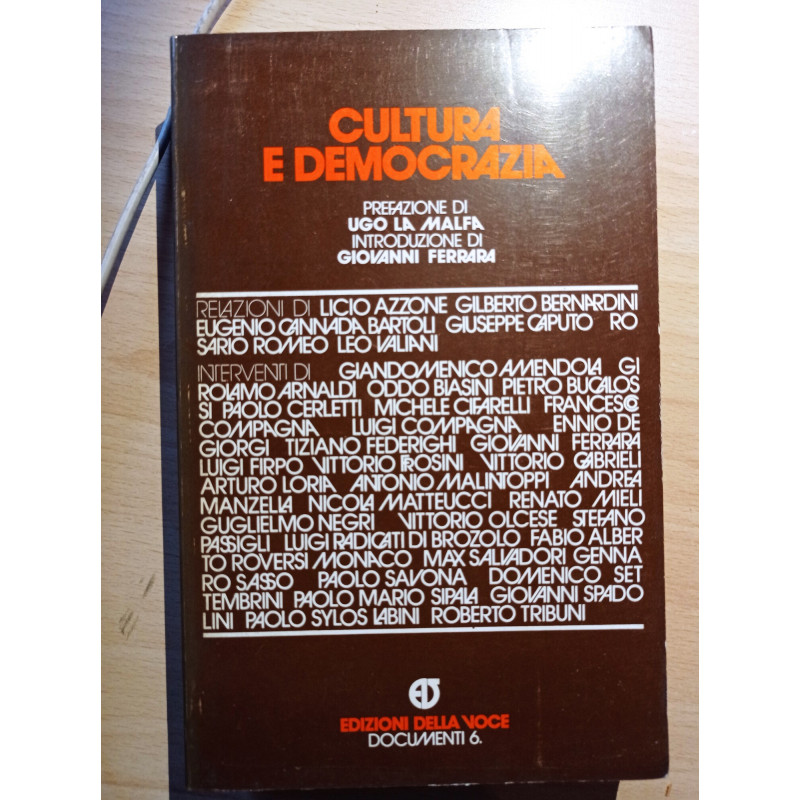 CULTURA
E DEMOCRAZIA
PREFAZIONE DI
UGO LA MALFA
INTRODUZIONE DI
GIOVANNI FERRARA
RELAZIONI DI LICIO AZZONE GILBERTO BERNARDINI
EUGENIO CANNADA BARTOLI GIUSEPPE CAPUTO RO
SARIO ROMEO LEO VALIANI
INTERVENTI DI GIANDOMENICO AMENDOLA GI
ROLAMO ARNALDI ODDO BIASINI PIETRO BUCALOS
SI PAOLO CERLETTI MICHELE CIFARELLI FRANCESCO
COMPAGNA LUIGI COMPAGNA ENNIO DE
GIORGI TIZIANO FEDERIGHI GIOVANNI FERRARA
LUIGI FIRPO VITTORIO FROSINI VITTORIO GABRIELI
ARTURO LORIA ANTONIO MALINTOPPI ANDREA
MANZELLA NICOLA MATTEUCCI RENATO MIELI
GUGLIELMO NEGRI VITTORIO OLCESE STEFANO
PASSIGLI LUIGI RADICATI DI BROZOLO FABIO ALBER
TO ROVERSI MONACO MAX SALVADORI GENNA
RO SASSO PAOLO SAVONA DOMENICO SET
TEMBRINI PAOLO MARIO SIPALA GIOVANNI SPADO
LINI PAOLO SYLOS LABINI ROBERTO TRIBUNI
EV
EDIZIONI DELLA VOCE
DOCUMENTI 6.